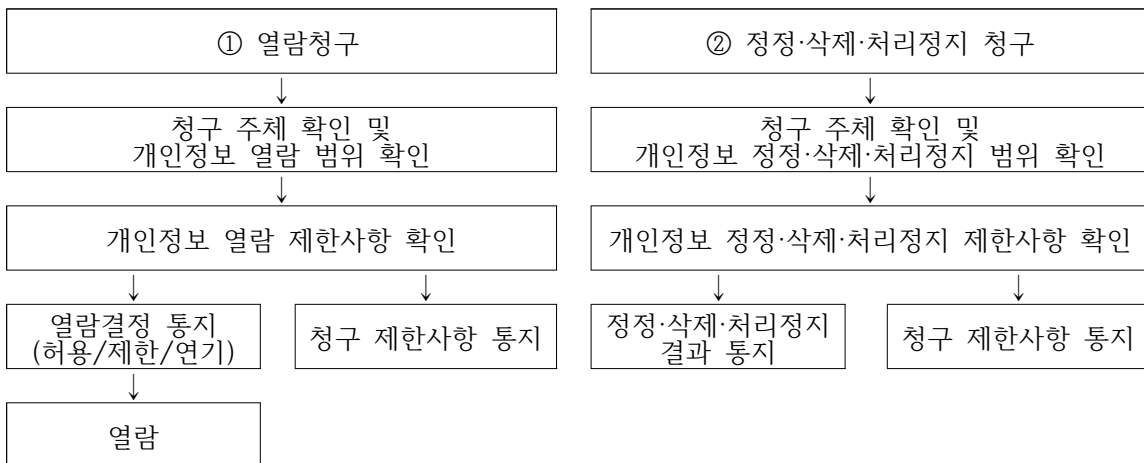 ① 열람청구
청구 주체 확인 및
개인정보 열람 범위 확인
개인정보 열람 제한사항 확인
열람결정 통지
(허용/제한/연기)
청구 제한사항 통지
열람
② 정정·삭제·처리정지 청구
청구 주체 확인 및
개인정보 정정·삭제·처리정지 범위 확인
개인정보 정정·삭제·처리정지 제한사항 확인
정정·삭제·처리정지
결과 통지
청구 제한사항 통지